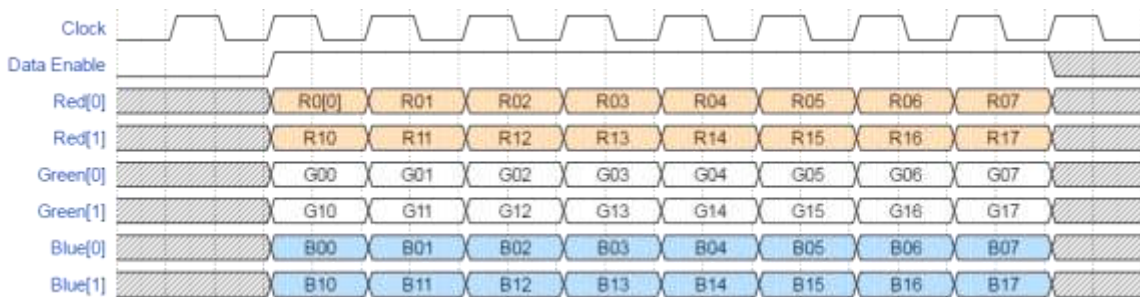 Clock
Data Enable
Red[0] R0[0] R01 R02 R03 R04 R05 R06 R07
Red[1] R10 R11 R12 R13 R14 R15 R16 R17
Green[0] G00 G01 G02 G03 G04 G05 G06 G07
Green[1] G10 G11 G12 G13 G14 G15 G16 G17
Blue[0] B00 B01 B02 B03 B04 B05 B06 B07
Blue[1] B10 B11 B12 B13 B14 B15 B16 B17